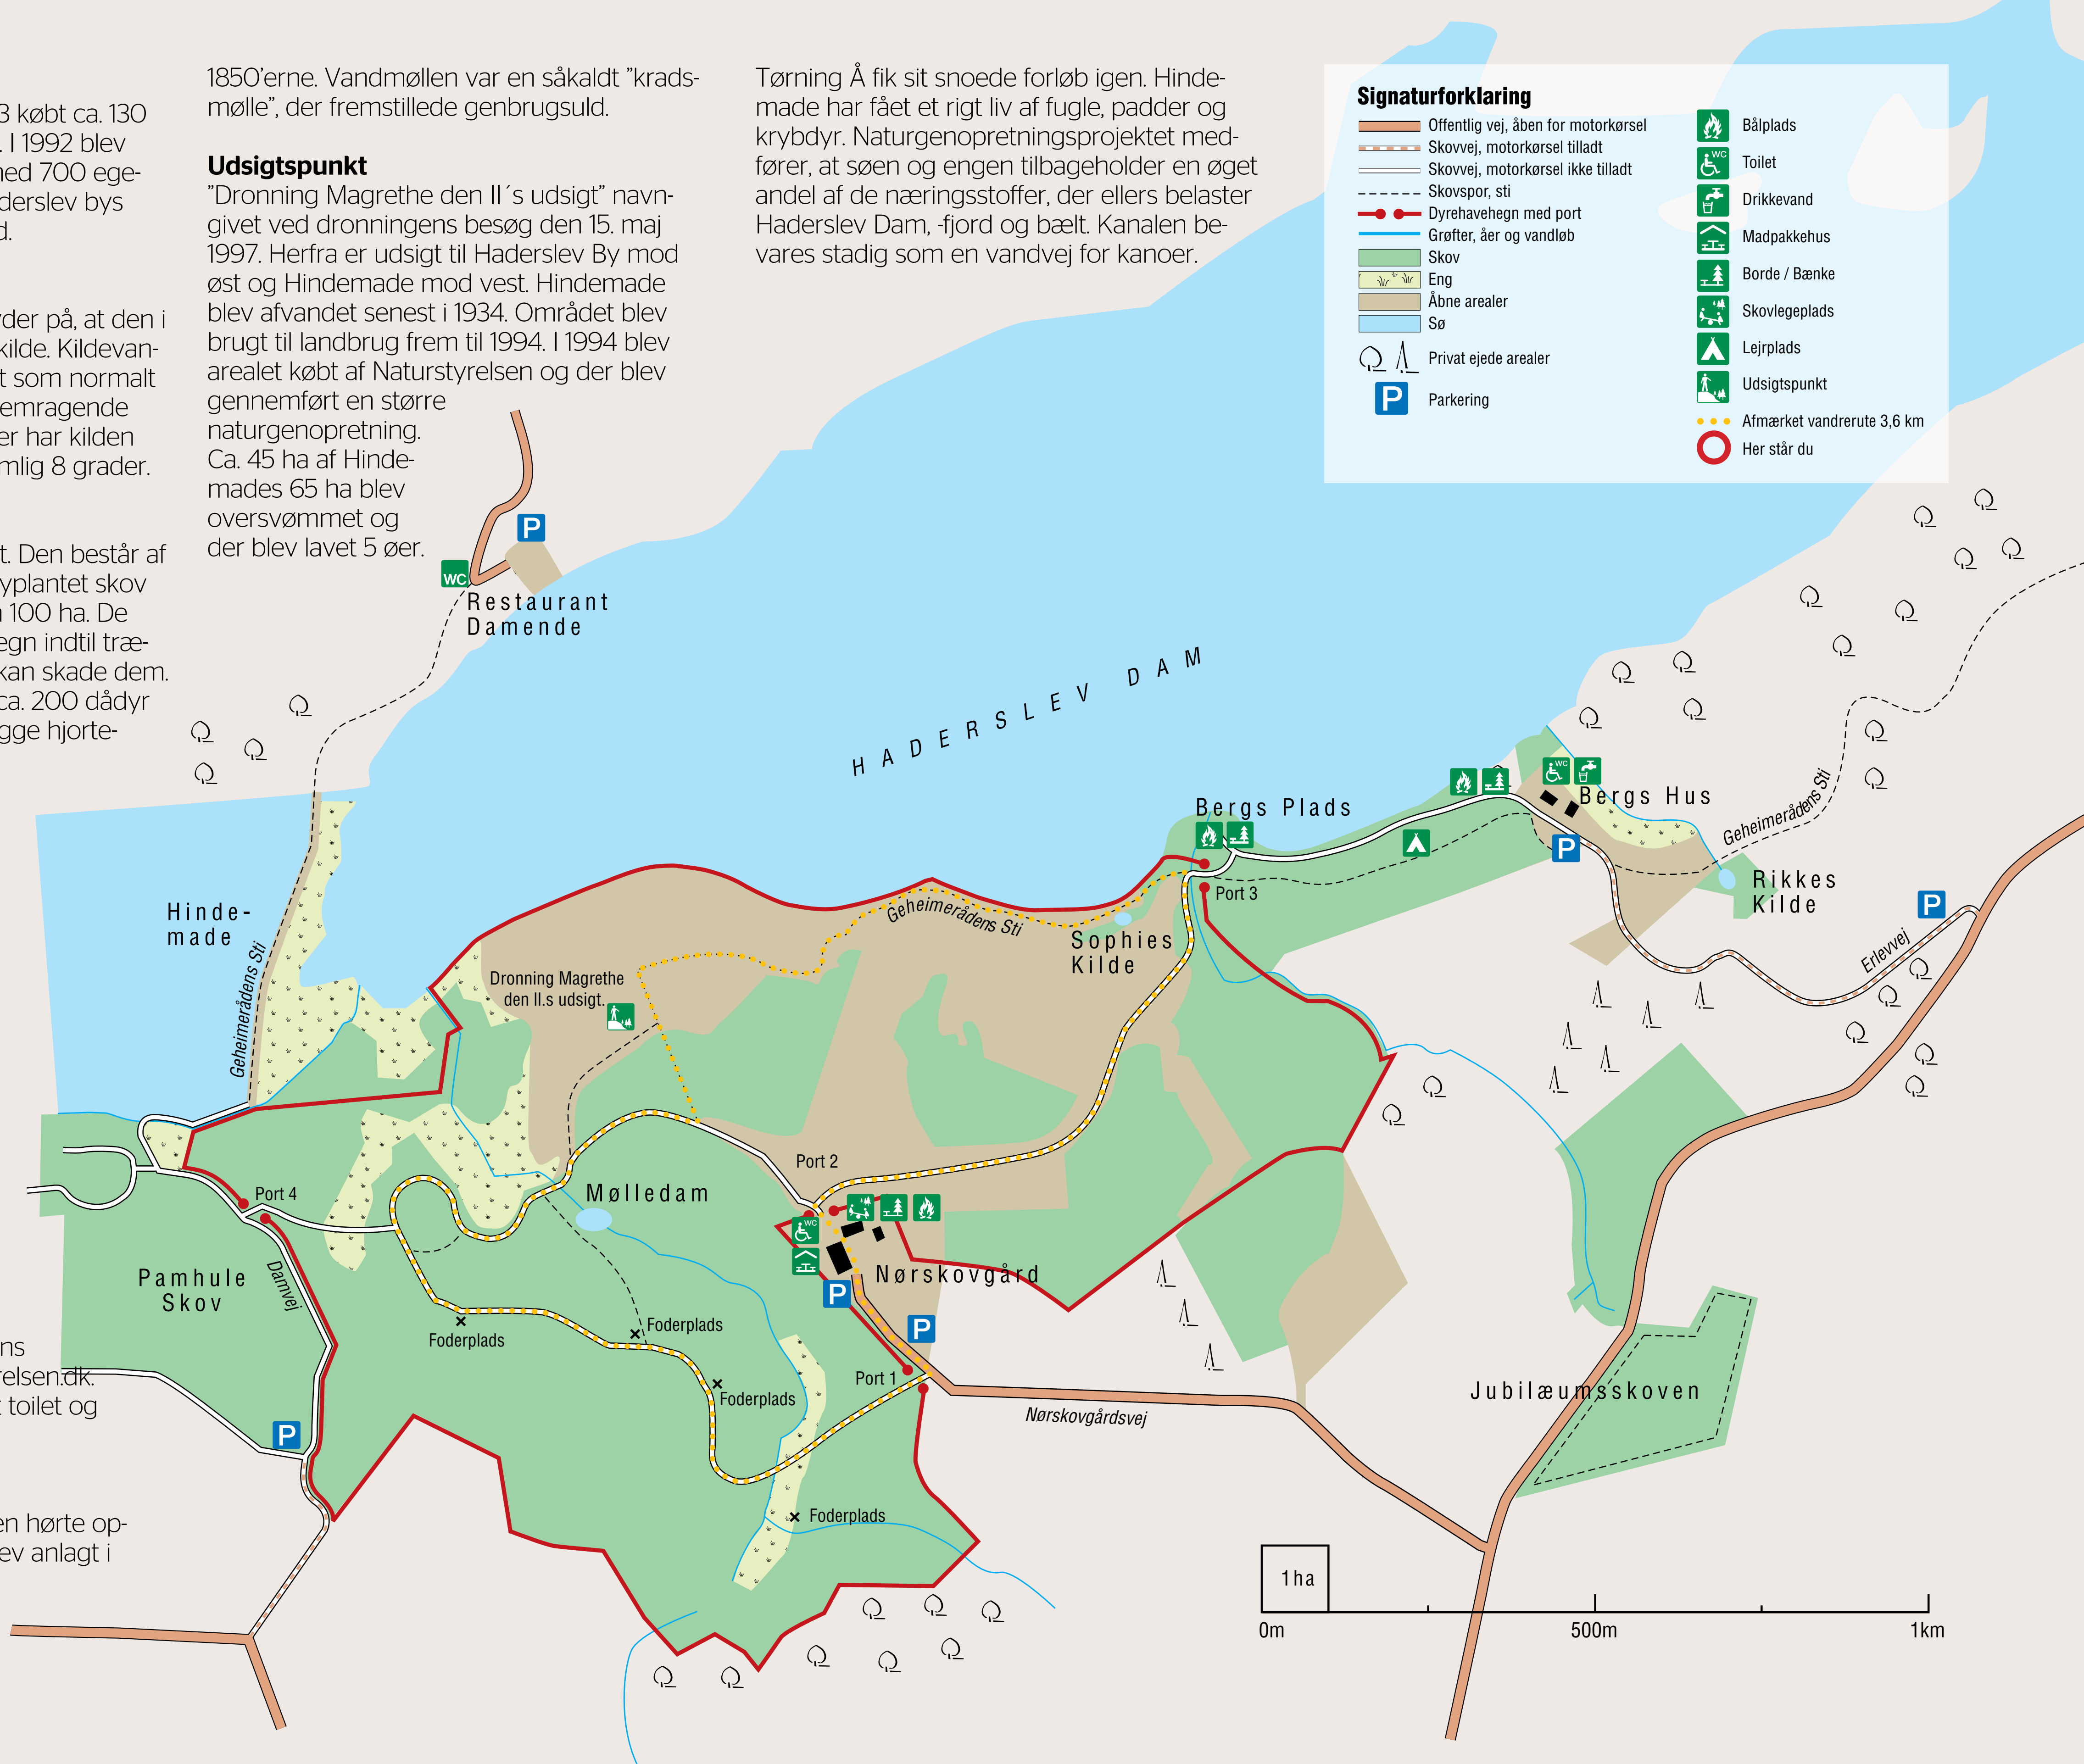 3 købt ca. 130
. I 1992 blev
ned 700 ege-
derslev bys
d.
der på, at den i
kilde. Kildevan-
t som normalt
emragende
er har kilden
mlig 8 grader.
t. Den består af
yplantet skov
100 ha. De
egn indtil træ-
kan skade dem.
ca. 200 dådyr
gge hjorte-
ns
relsen.dk.
t toilet og
en hørte op-
ev anlagt i
1850'erne. Vandmøllen var en såkaldt "krads-
mølle", der fremstillede genbrugsuld.
Udsigtspunkt
"Dronning Magrethe den II´s udsigt" navn-
givet ved dronningens besøg den 15. maj
1997. Herfra er udsigt til Haderslev By mod
øst og Hindemade mod vest. Hindemade
blev afvandet senest i 1934. Området blev
brugt til landbrug frem til 1994. I 1994 blev
arealet købt af Naturstyrelsen og der blev
gennemført en større
naturgenopretning.
Ca. 45 ha af Hinde-
mades 65 ha blev
oversvømmet og
der blev lavet 5 øer.
Tørning Å fik sit snoede forløb igen. Hinde-
made har fået et rigt liv af fugle, padder og
krybdyr. Naturgenopretningsprojektet med-
fører, at søen og engen tilbageholder en øget
andel af de næringsstoffer, der ellers belaster
Haderslev Dam, -fjord og bælt. Kanalen be-
vares stadig som en vandvej for kanoer.
Signaturforklaring
Offentlig vej, åben for motorkørsel
Skovvej, motorkørsel tilladt
Skovvej, motorkørsel ikke tilladt
Skovspor, sti
Dyrehavehegn med port
Grøfter, åer og vandløb
Skov
Eng
Åbne arealer
Sø
Privat ejede arealer
P Parkering
Bålplads
WC Toilet
Drikkevand
Madpakkehus
Borde / Bænke
Skovlegeplads
Lejrplads
Udsigtspunkt
Afmærket vandrerute 3,6 km
Her står du
P
WC
Restaurant
Damende
HADERSLEV DAM
Bergs Plads
WC
Bergs Hus
P
Geheimerådens Sti
Rikkes
Kilde
P
Erlevvej
Port 3
Hinde-
made
Geheimerådens Sti
Geheimerådens Sti
Sophies
Kilde
Dronning Magrethe
den II.s udsigt.
Port 2
Port 4
Mølledam
WC
Nørskovgård
P
P
Pamhule
Skov
Damvej
Foderplads
Foderplads
Foderplads
Port 1
Nørskovgårdsvej
Jubilæumsskoven
P
Foderplads
1ha
0m
500m
1km